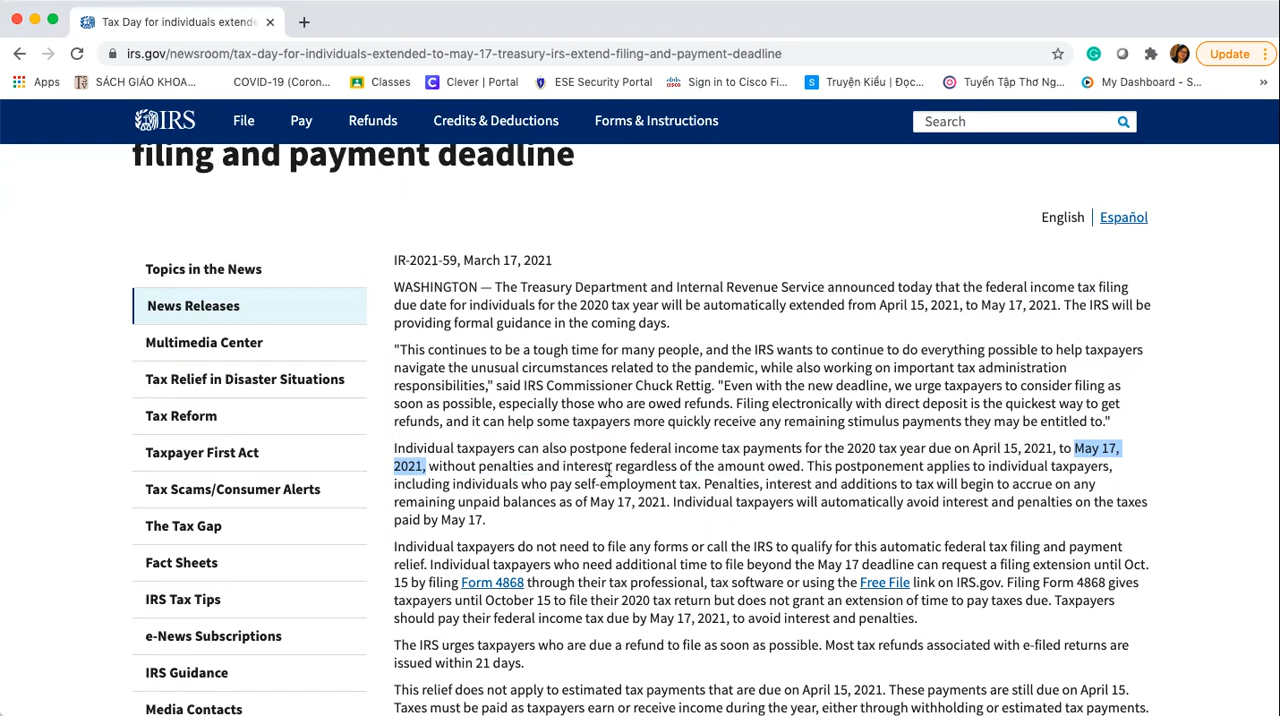 Tax Day for individuals extende
irs.gov/newsroom/tax-day-for-individuals-extended-to-may-17-treasury-irs-extend-filing-and-payment-deadline
Update
Apps
SÁCH GIÁO KHOA...
COVID-19 (Coron...
Classes
Clever | Portal
ESE Security Portal
Sign in to Cisco Fi...
Truyện Kiều | Đọc...
Tuyển Tập Thơ Ng...
My Dashboard - S...
»
IRS
File
Pay
Refunds
Credits & Deductions
Forms & Instructions
Search
filing and payment deadline
English | Español
Topics in the News
News Releases
Multimedia Center
Tax Relief in Disaster Situations
Tax Reform
Taxpayer First Act
Tax Scams/Consumer Alerts
The Tax Gap
Fact Sheets
IRS Tax Tips
e-News Subscriptions
IRS Guidance
Media Contacts
IR-2021-59, March 17, 2021
WASHINGTON — The Treasury Department and Internal Revenue Service announced today that the federal income tax filing
due date for individuals for the 2020 tax year will be automatically extended from April 15, 2021, to May 17, 2021. The IRS will be
providing formal guidance in the coming days.
"This continues to be a tough time for many people, and the IRS wants to continue to do everything possible to help taxpayers
navigate the unusual circumstances related to the pandemic, while also working on important tax administration
responsibilities," said IRS Commissioner Chuck Rettig. "Even with the new deadline, we urge taxpayers to consider filing as
soon as possible, especially those who are owed refunds. Filing electronically with direct deposit is the quickest way to get
refunds, and it can help some taxpayers more quickly receive any remaining stimulus payments they may be entitled to."
Individual taxpayers can also postpone federal income tax payments for the 2020 tax year due on April 15, 2021, to May 17,
2021, without penalties and interest, regardless of the amount owed. This postponement applies to individual taxpayers,
including individuals who pay self-employment tax. Penalties, interest and additions to tax will begin to accrue on any
remaining unpaid balances as of May 17, 2021. Individual taxpayers will automatically avoid interest and penalties on the taxes
paid by May 17.
Individual taxpayers do not need to file any forms or call the IRS to qualify for this automatic federal tax filing and payment
relief. Individual taxpayers who need additional time to file beyond the May 17 deadline can request a filing extension until Oct.
15 by filing Form 4868 through their tax professional, tax software or using the Free File link on IRS.gov. Filing Form 4868 gives
taxpayers until October 15 to file their 2020 tax return but does not grant an extension of time to pay taxes due. Taxpayers
should pay their federal income tax due by May 17, 2021, to avoid interest and penalties.
The IRS urges taxpayers who are due a refund to file as soon as possible. Most tax refunds associated with e-filed returns are
issued within 21 days.
This relief does not apply to estimated tax payments that are due on April 15, 2021. These payments are still due on April 15.
Taxes must be paid as taxpayers earn or receive income during the year, either through withholding or estimated tax payments.